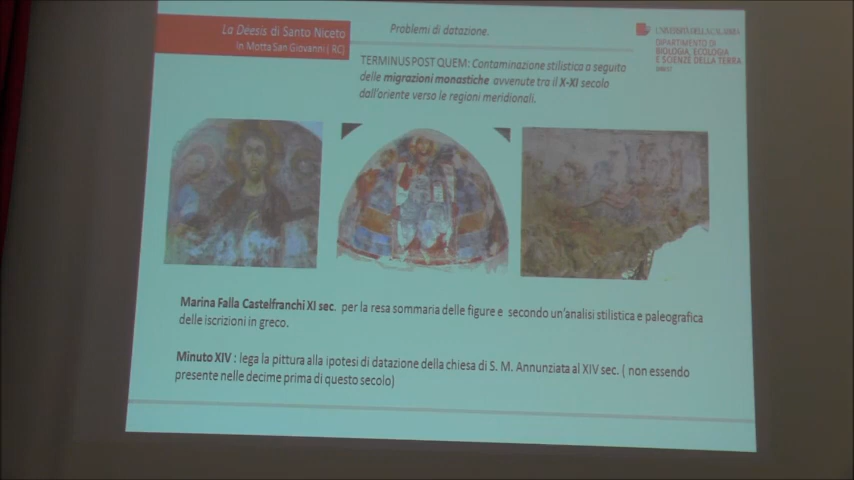 La Déesis di Santo Niceto
In Motta San Giovanni ( RC)
Problemi di datazione.
UNIVERSITÀ DELLA CALABRIA
DIPARTIMENTO DI
BIOLOGIA, ECOLOGIA
E SCIENZE DELLA TERRA
TERMINUS POST QUEM: Contaminazione stilistica a seguito
delle migrazioni monastiche avvenute tra il X-XI secolo
dall'oriente verso le regioni meridionali.
Marina Falla Castelfranchi XI sec. per la resa sommaria delle figure e secondo un'analisi stilistica e paleografica
delle iscrizioni in greco.
Minuto XIV : lega la pittura alla ipotesi di datazione della chiesa di S. M. Annunziata al XIV sec. ( non essendo
presente nelle decime prima di questo secolo)